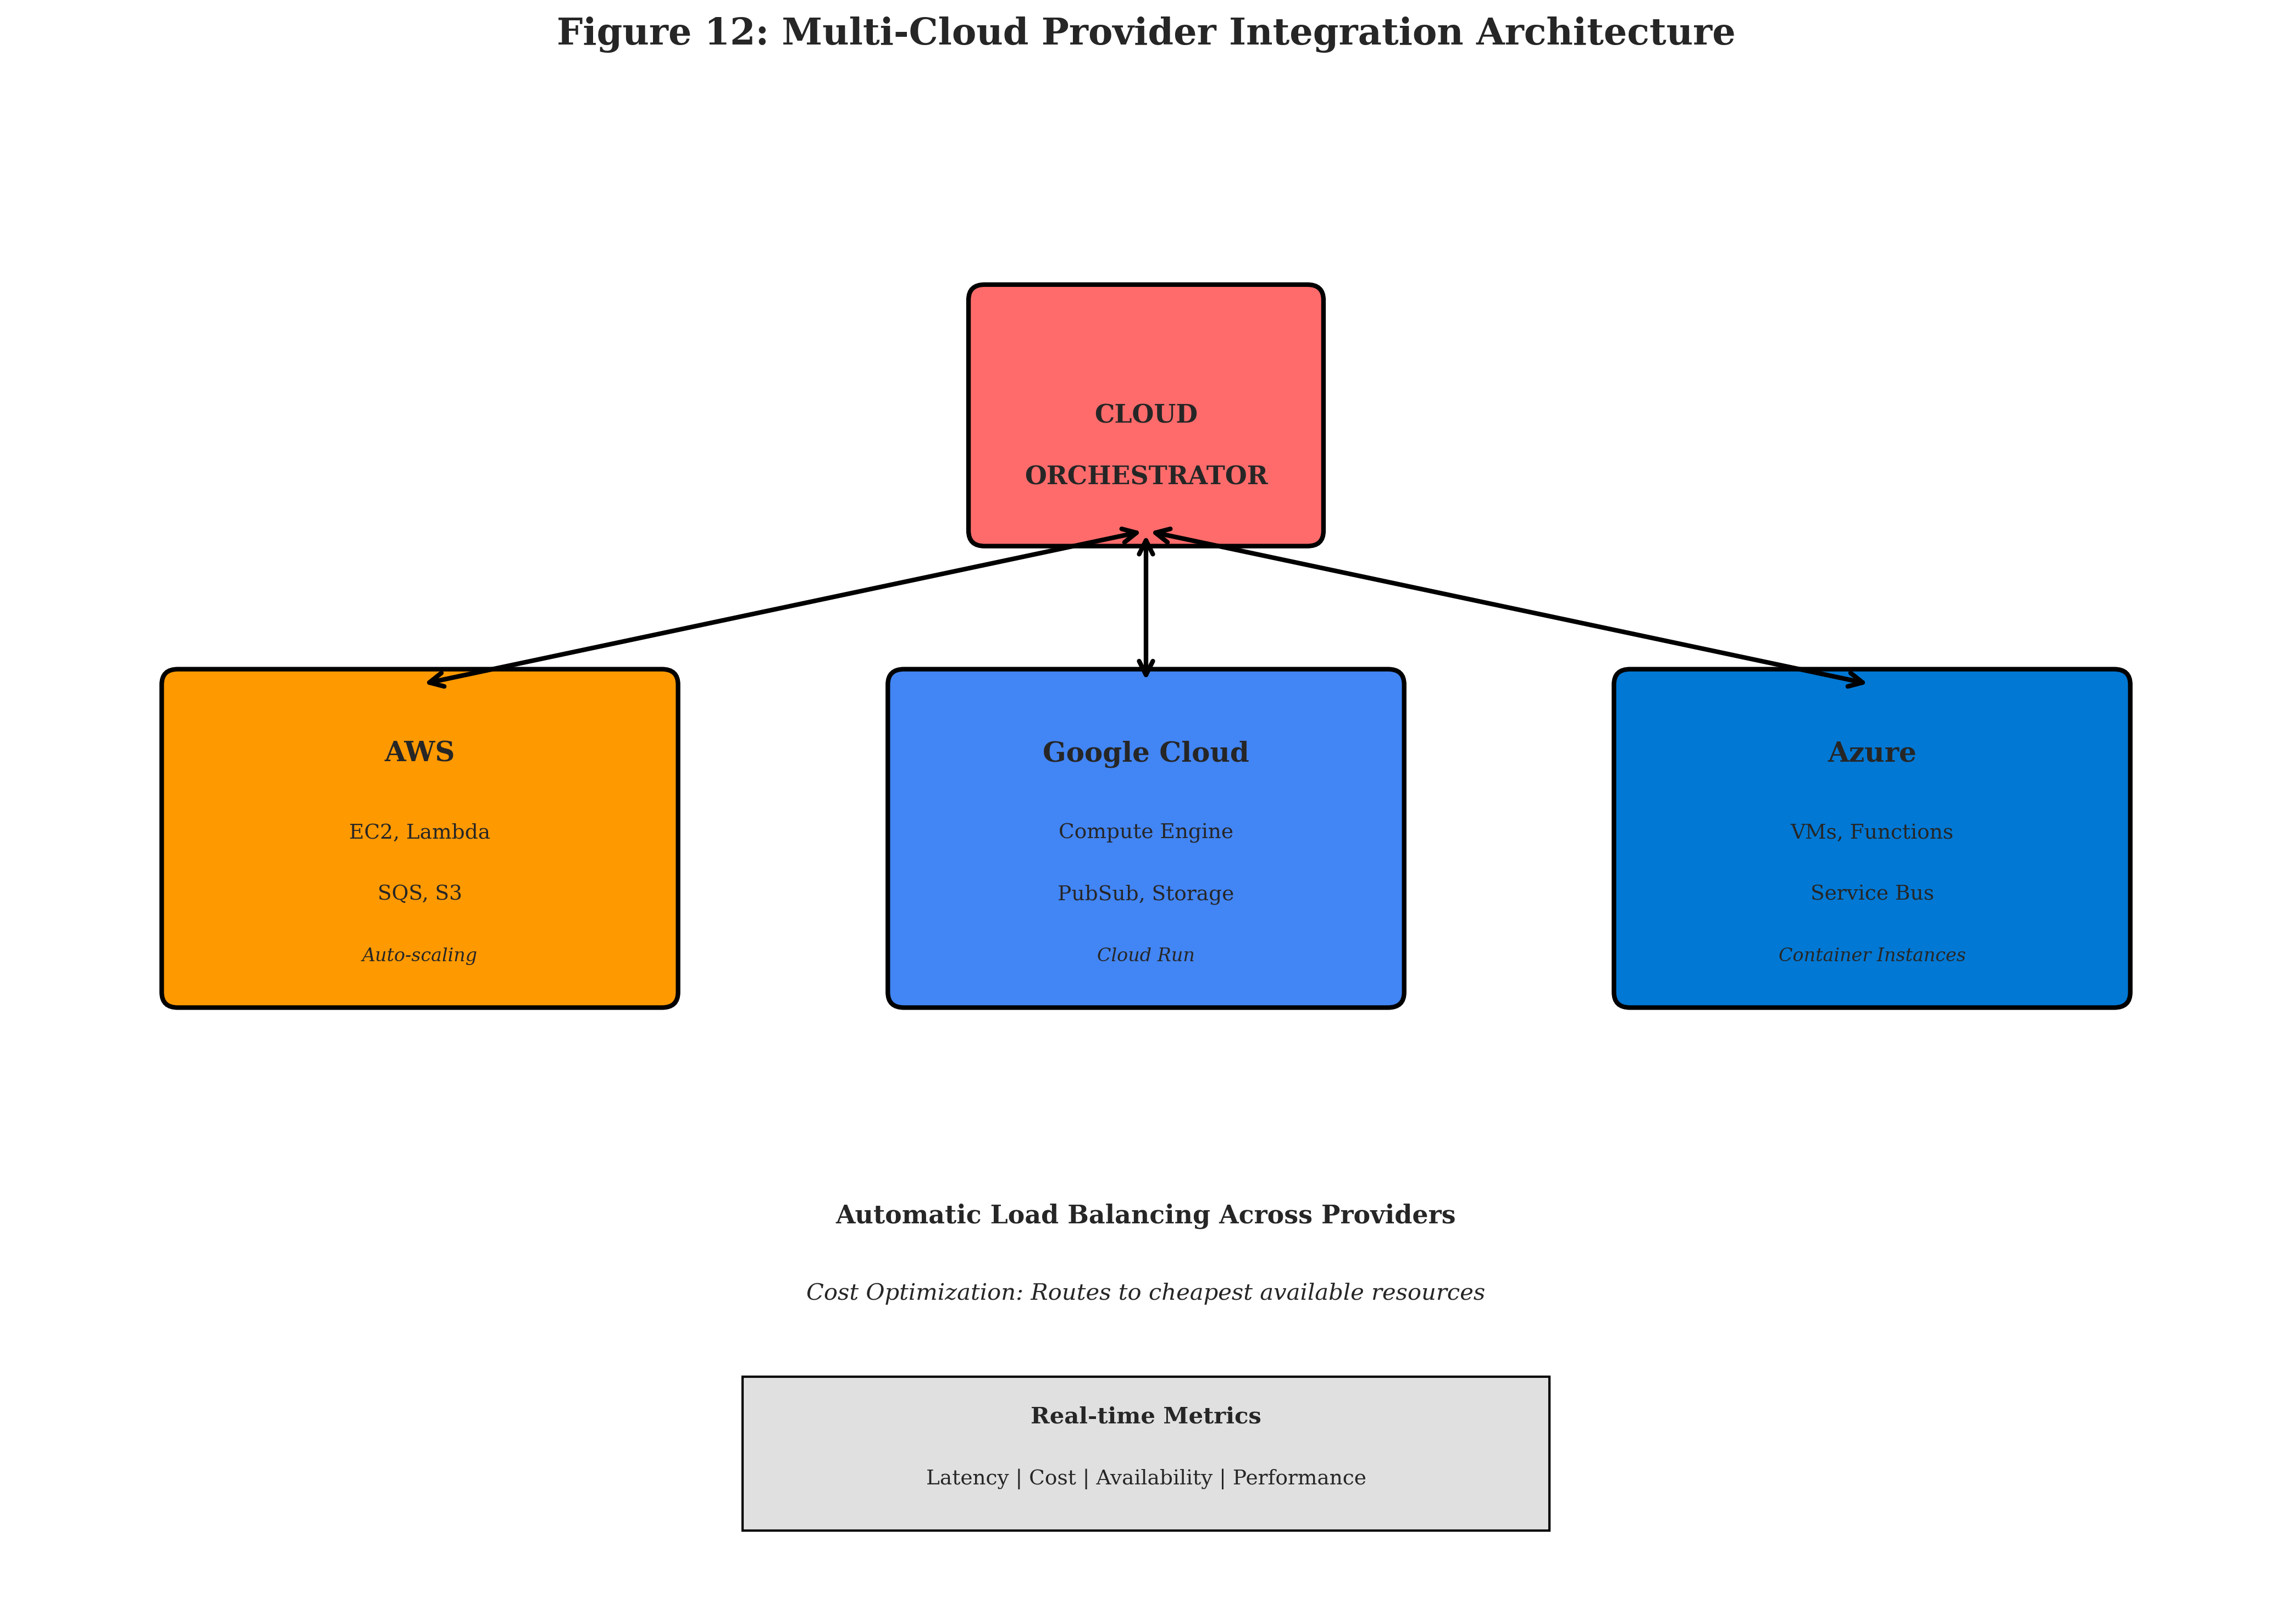 Figure 12: Multi-Cloud Provider Integration Architecture
CLOUD
ORCHESTRATOR
AWS
EC2, Lambda
SQS, S3
Auto-scaling
Google Cloud
Compute Engine
PubSub, Storage
Cloud Run
Azure
VMs, Functions
Service Bus
Container Instances
Automatic Load Balancing Across Providers
Cost Optimization: Routes to cheapest available resources
Real-time Metrics
Latency | Cost | Availability | Performance